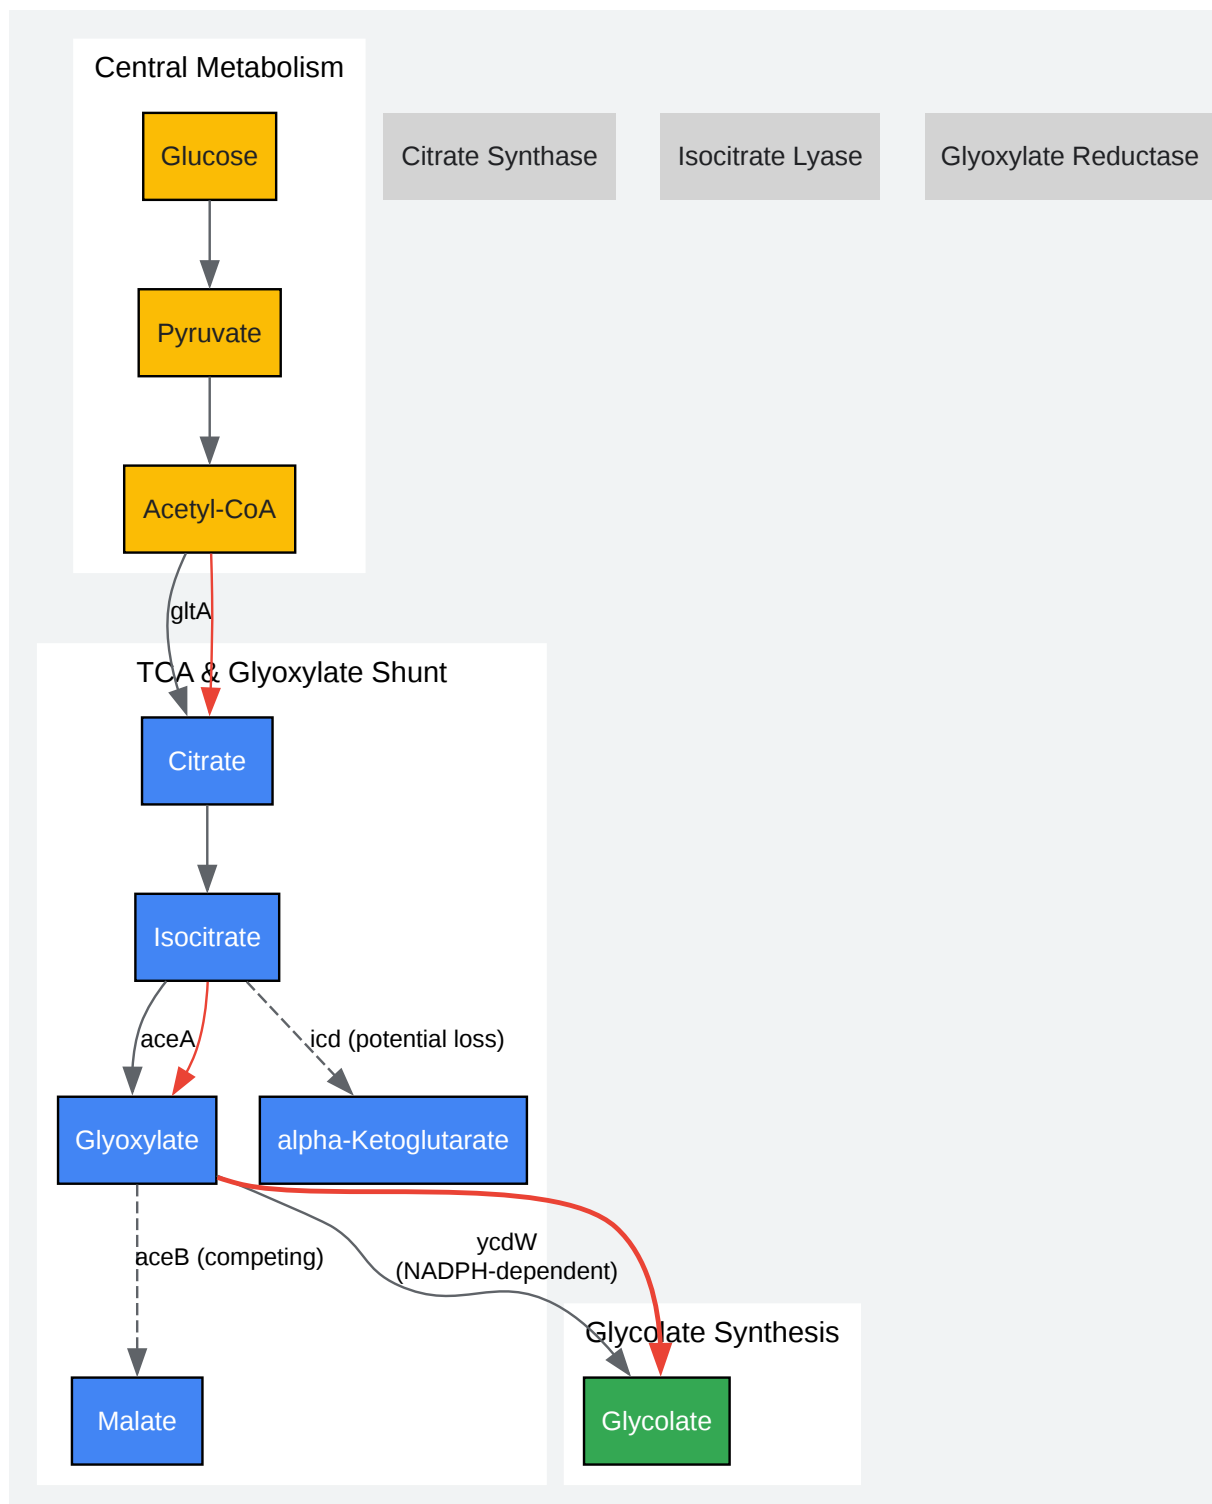 Central Metabolism
Glucose
Citrate Synthase
Isocitrate Lyase
Glyoxylate Reductase
Pyruvate
Acetyl-CoA
gltA
TCA & Glyoxylate Shunt
Citrate
Isocitrate
aceA
icd (potential loss)
Glyoxylate
alpha-Ketoglutarate
ycdW
(NADPH-dependent)
aceB (competing)
Glycolate Synthesis
Malate
Glycolate